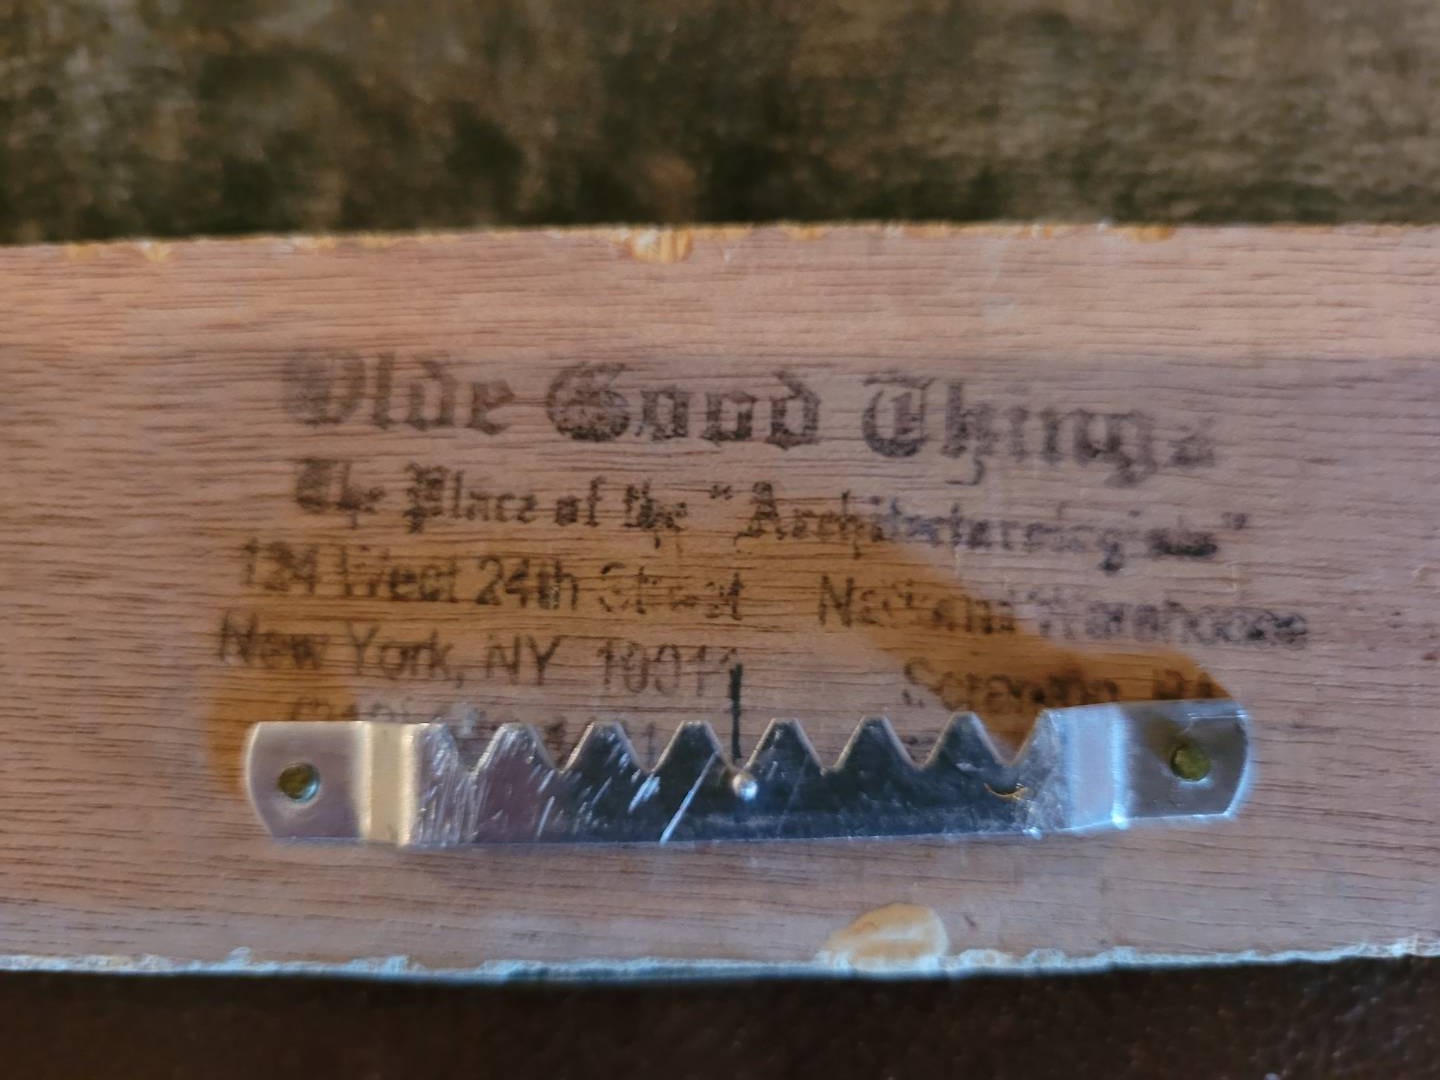 Olde Good Things
The Place of the "Architecturologists"
124 West 24th Street National Warehouse
New York, NY 10011 Scranton, PA